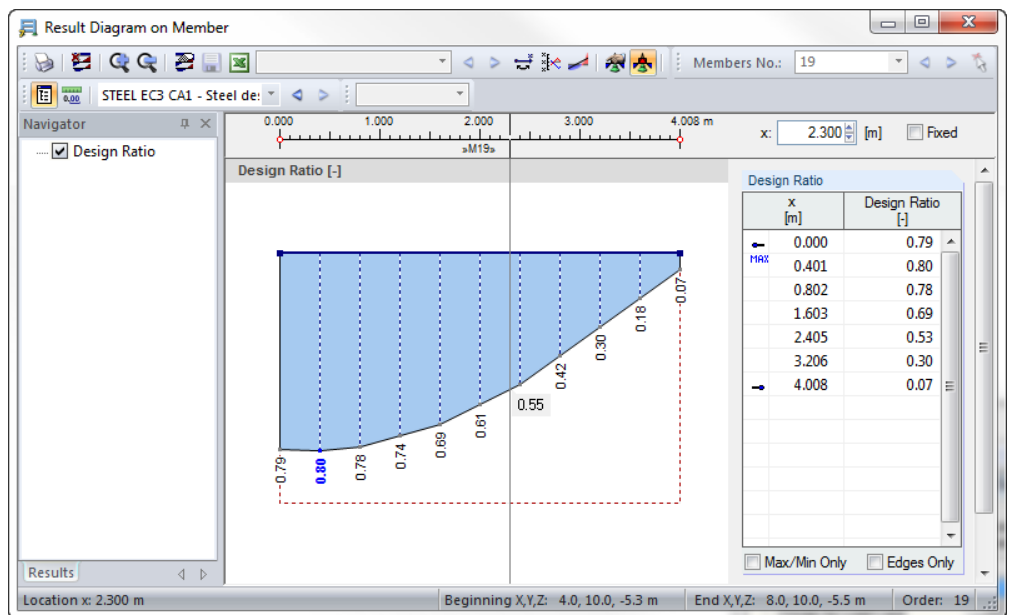 Result Diagram on Member
Members No.: 19
0.00 STEEL EC3 CA1 - Steel de:
Navigator
Design Ratio
0.000 1.000 2.000 3.000 4.008 m
»M19»
x: 2.300 [m] Fixed
Design Ratio [-]
0.79
0.80
0.78
0.74
0.69
0.61
0.55
0.42
0.30
0.18
0.07
Design Ratio
x [m] Design Ratio [-]
0.000 0.79
MAX 0.401 0.80
0.802 0.78
1.603 0.69
2.405 0.53
3.206 0.30
4.008 0.07
Max/Min Only Edges Only
Results
Location x: 2.300 m Beginning X,Y,Z: 4.0, 10.0, -5.3 m End X,Y,Z: 8.0, 10.0, -5.5 m Order: 19